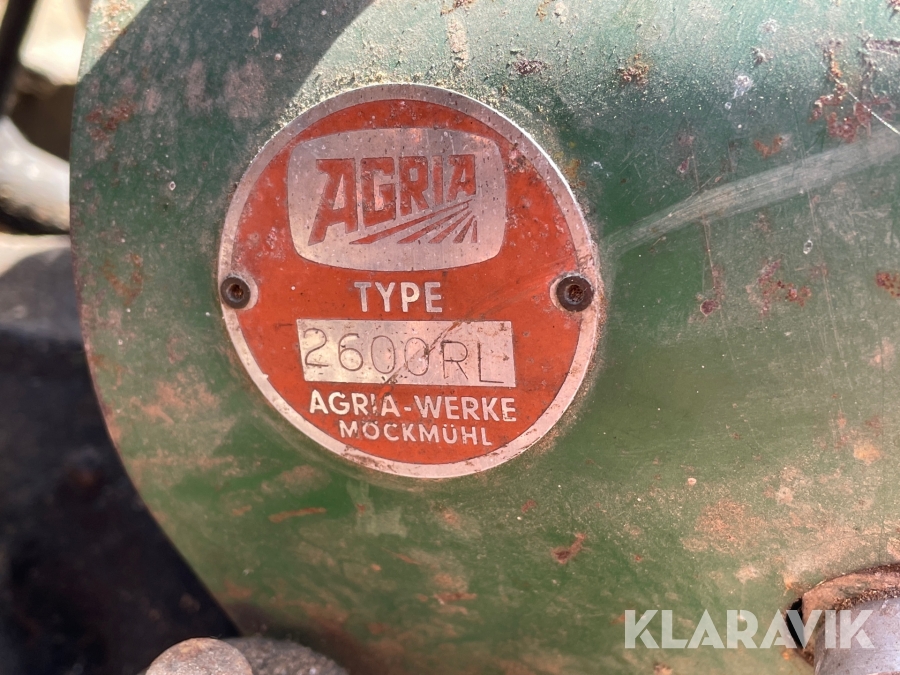 AGRIA
TYPE
2600RL
AGRIA-WERKE
MÖCKMÜHL
KLARAVIK